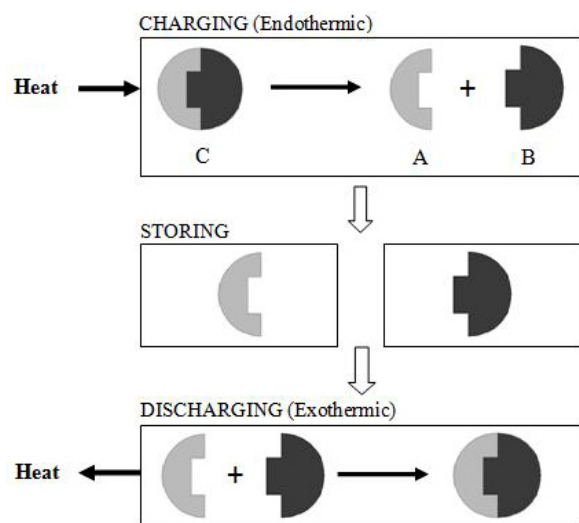 CHARGING (Endothermic)
Heat
+
C
A
B
STORING
DISCHARGING (Exothermic)
Heat
+